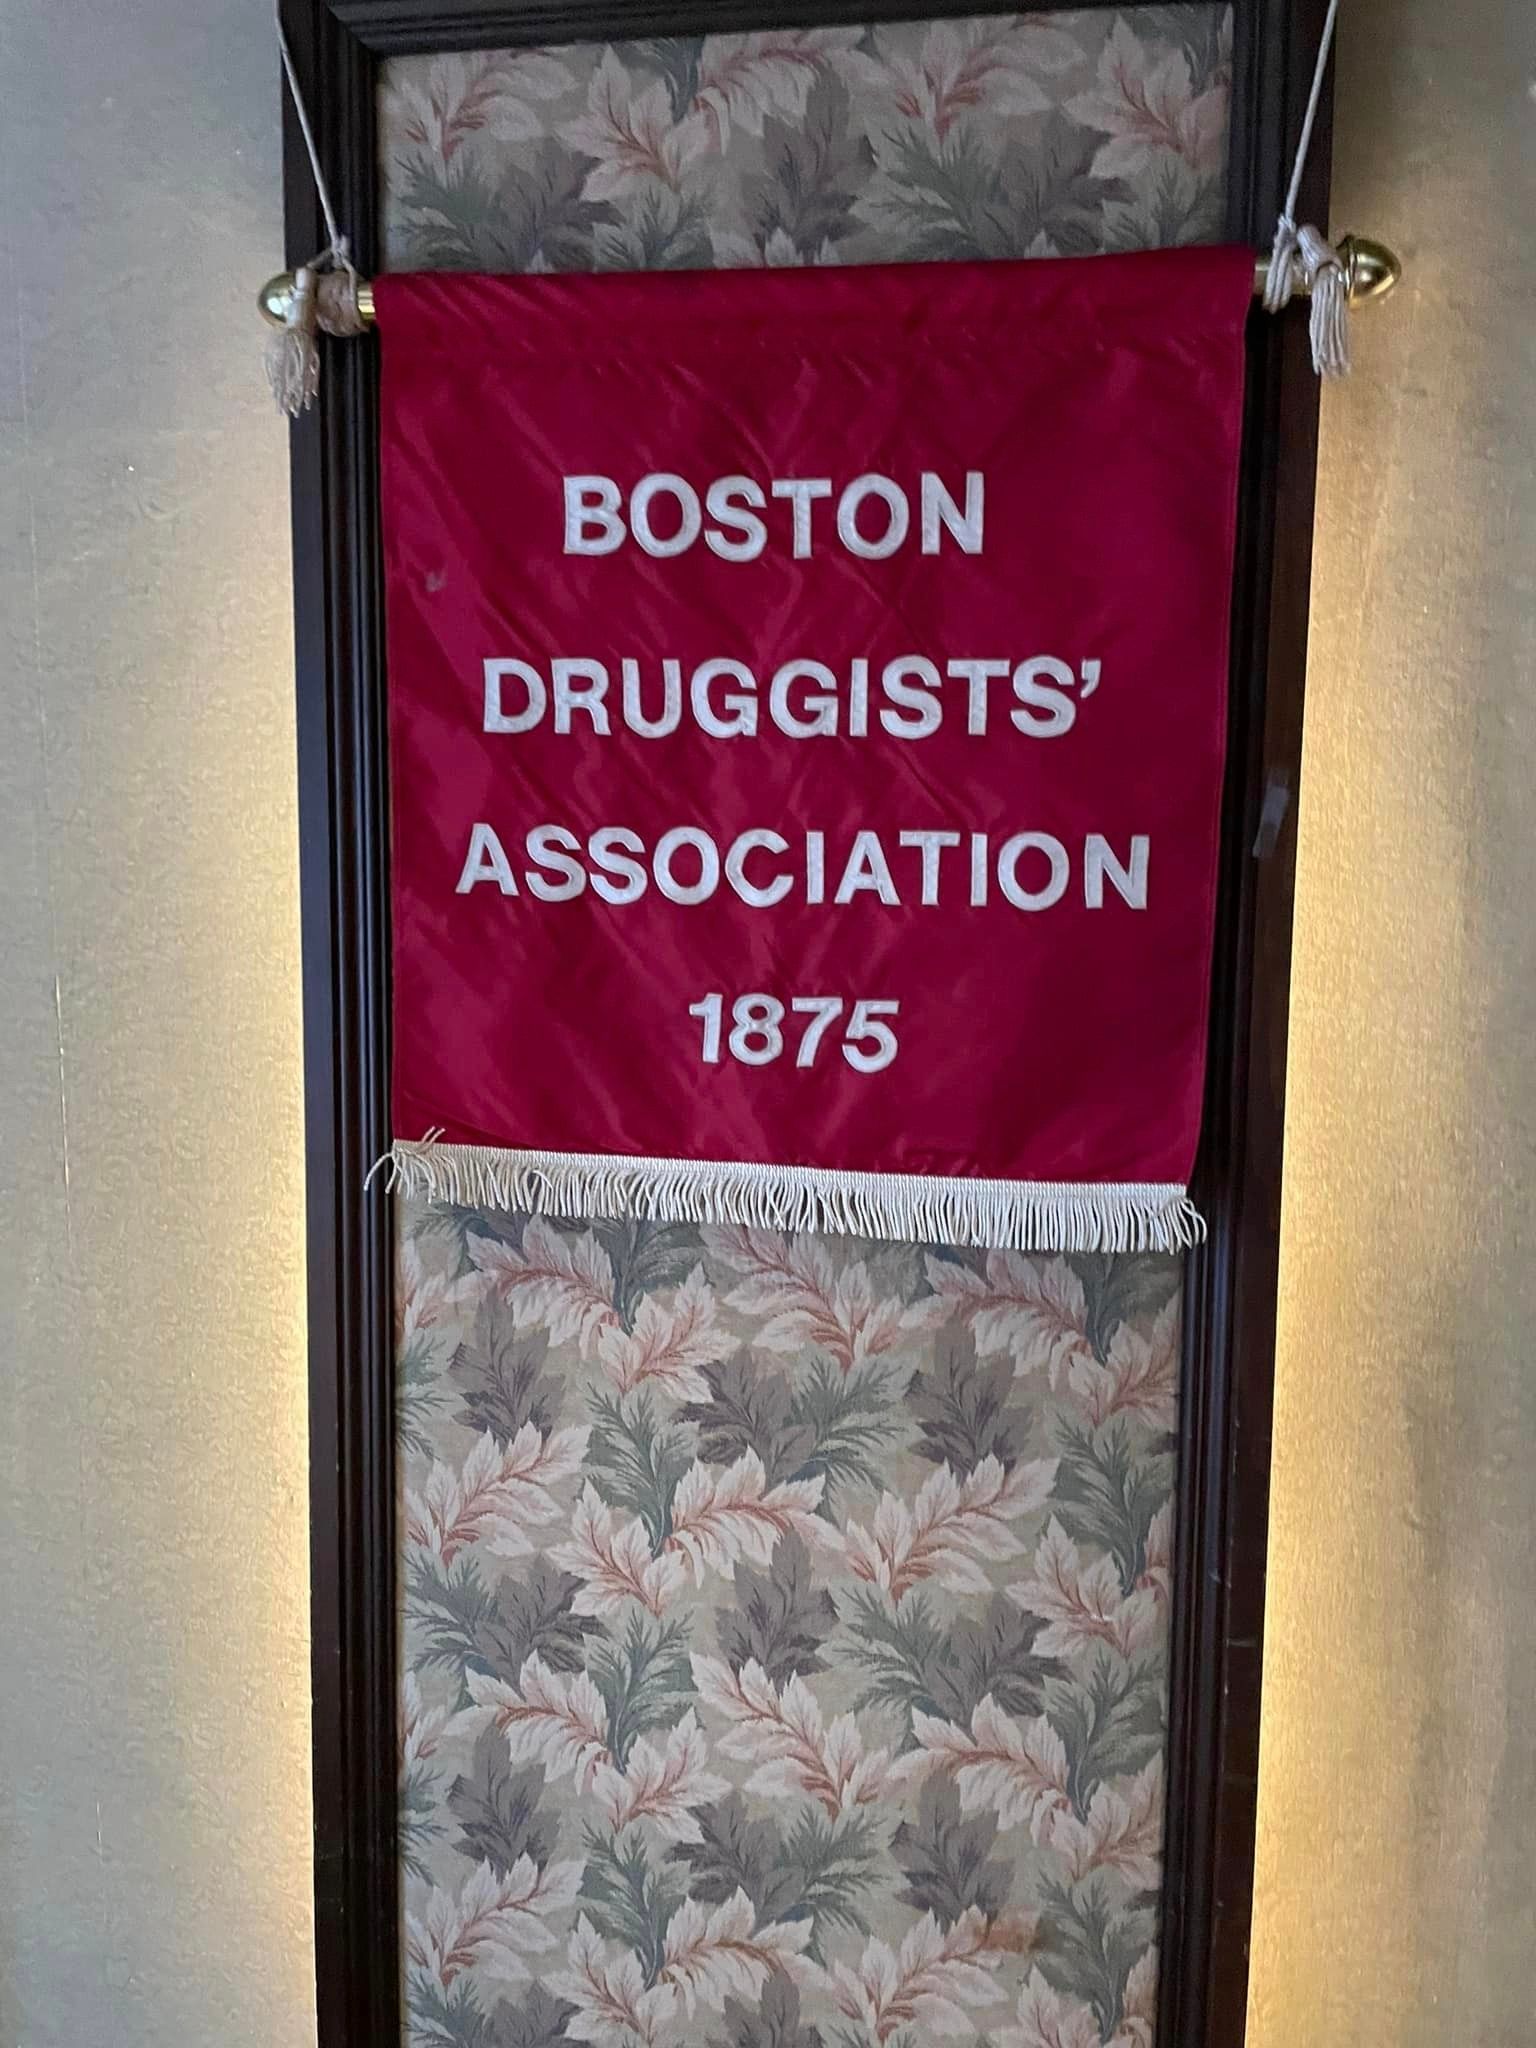 BOSTON
DRUGGISTS'
ASSOCIATION
1875